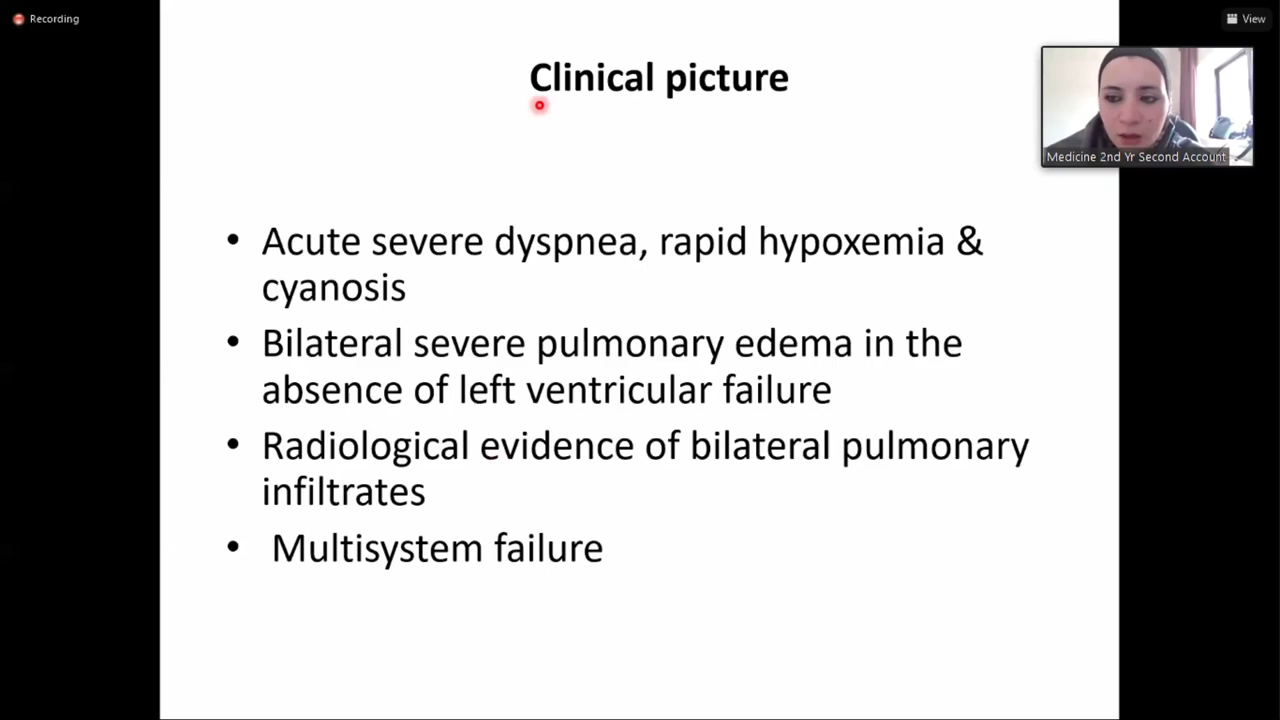 Recording
View
Clinical picture
Medicine 2nd Yr Second Account
• Acute severe dyspnea, rapid hypoxemia &
cyanosis
• Bilateral severe pulmonary edema in the
absence of left ventricular failure
• Radiological evidence of bilateral pulmonary
infiltrates
• Multisystem failure